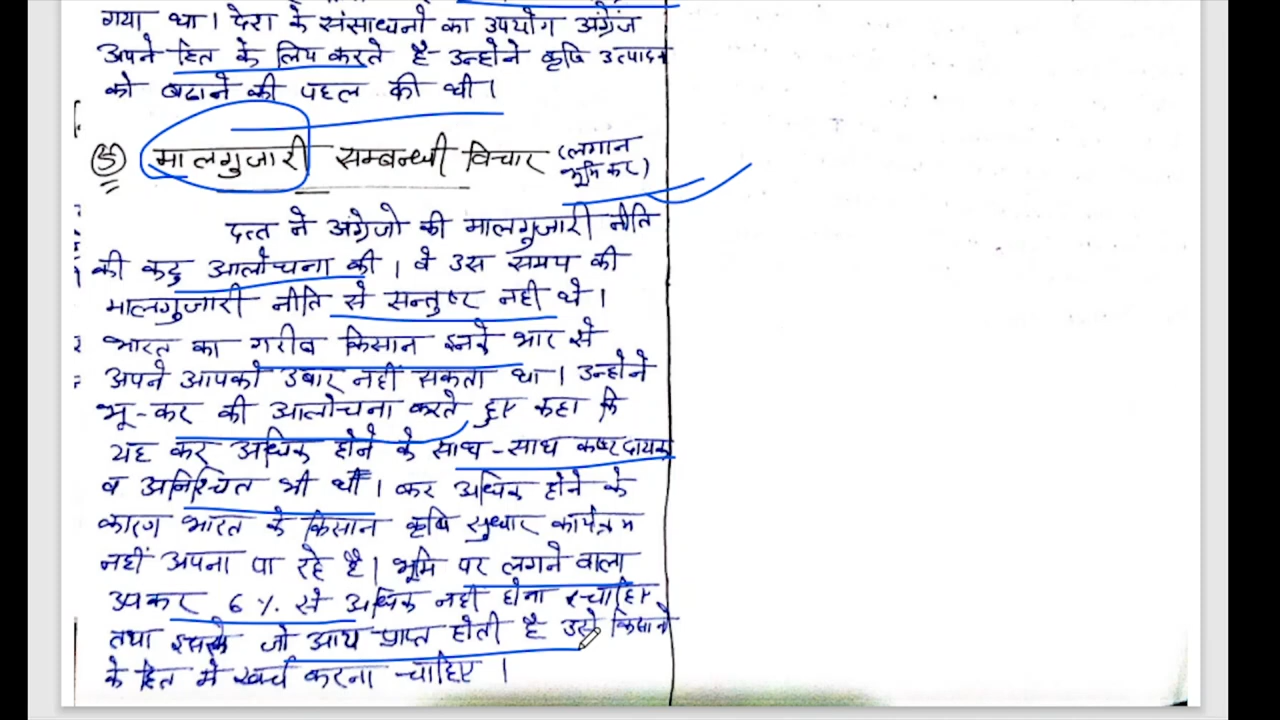 गया था। देश के संसाधनो का उपयोग अंग्रेज
अपने हित के लिए करते है उन्होने कृषि उत्पादन
को बढाने की पहल की थी।
(5) मालगुजारी सम्बन्धी विचार (लगान
भूमि कर)
दत्त ने अंग्रेजो की मालगुजारी नीति
की कटु आलोचना की। वे उस समय की
मालगुजारी नीति से सन्तुष्ट नही थे।
भारत का गरीब किसान इनके भार से
अपने आपको उबार नहीं सकता था। उन्होने
भू-कर की आलोचना करते हुए कहा कि
यह कर अधिक होने के साथ-साथ कष्टदायक
व अनिश्चित भी थी। कर अधिक होने के
कारण भारत के किसान कृषि सुधार कार्यक्रम
नहीं अपना पा रहे है। भूमि पर लगने वाला
उपकर 6% से अधिक नही होना चाहिए
तथा इससे जो आय प्राप्त होती है उसे किसानो
के हित मे खर्च करना चाहिए।